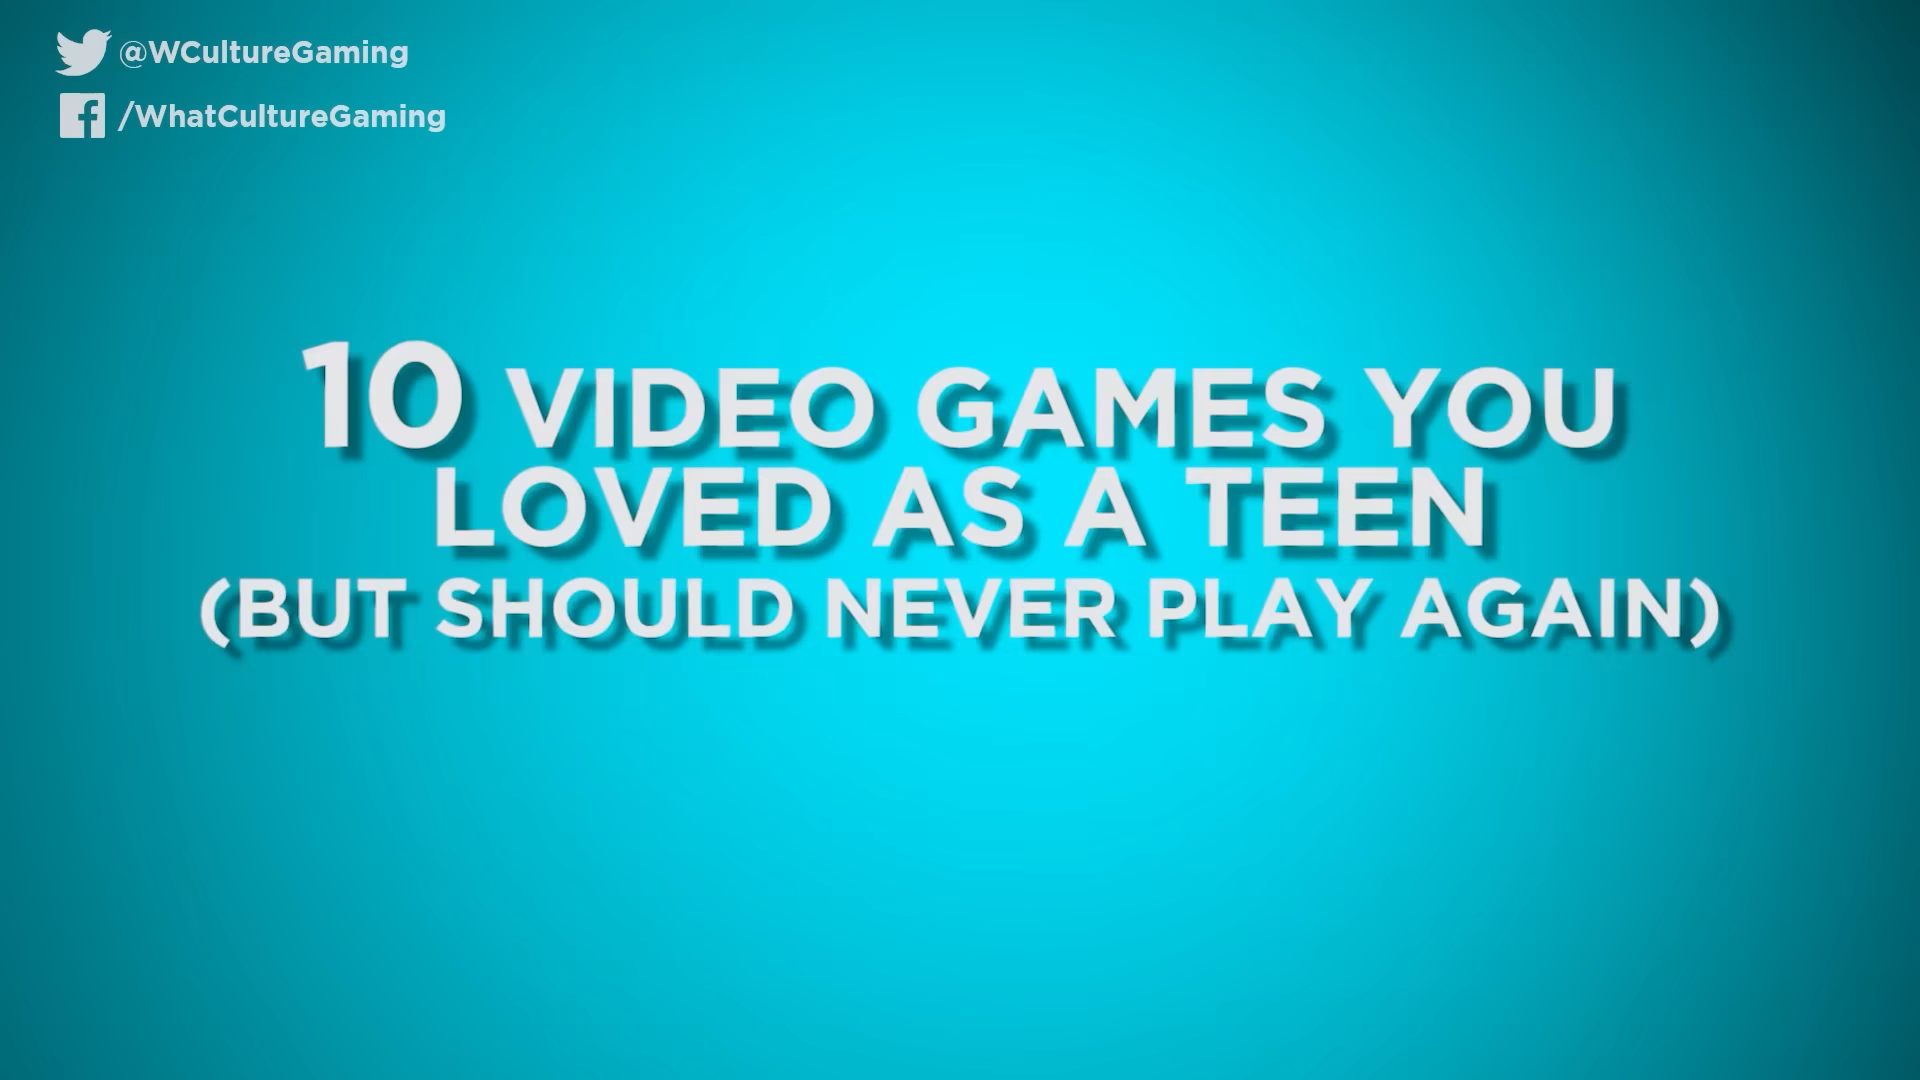 @WCultureGaming
/WhatCultureGaming
10 VIDEO GAMES YOU
LOVED AS A TEEN
(BUT SHOULD NEVER PLAY AGAIN)